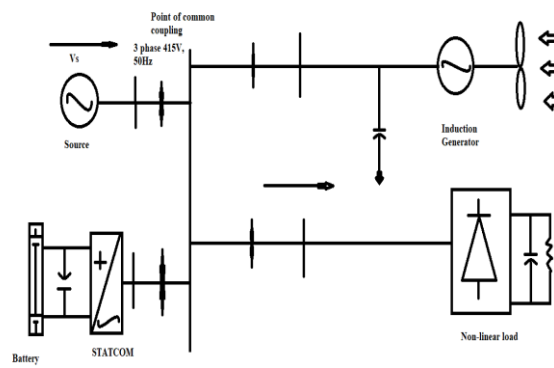 Point of common
coupling
3 phase 415V,
50Hz
Vs
Source
Induction
Generator
Non-linear load
STATCOM
Battery